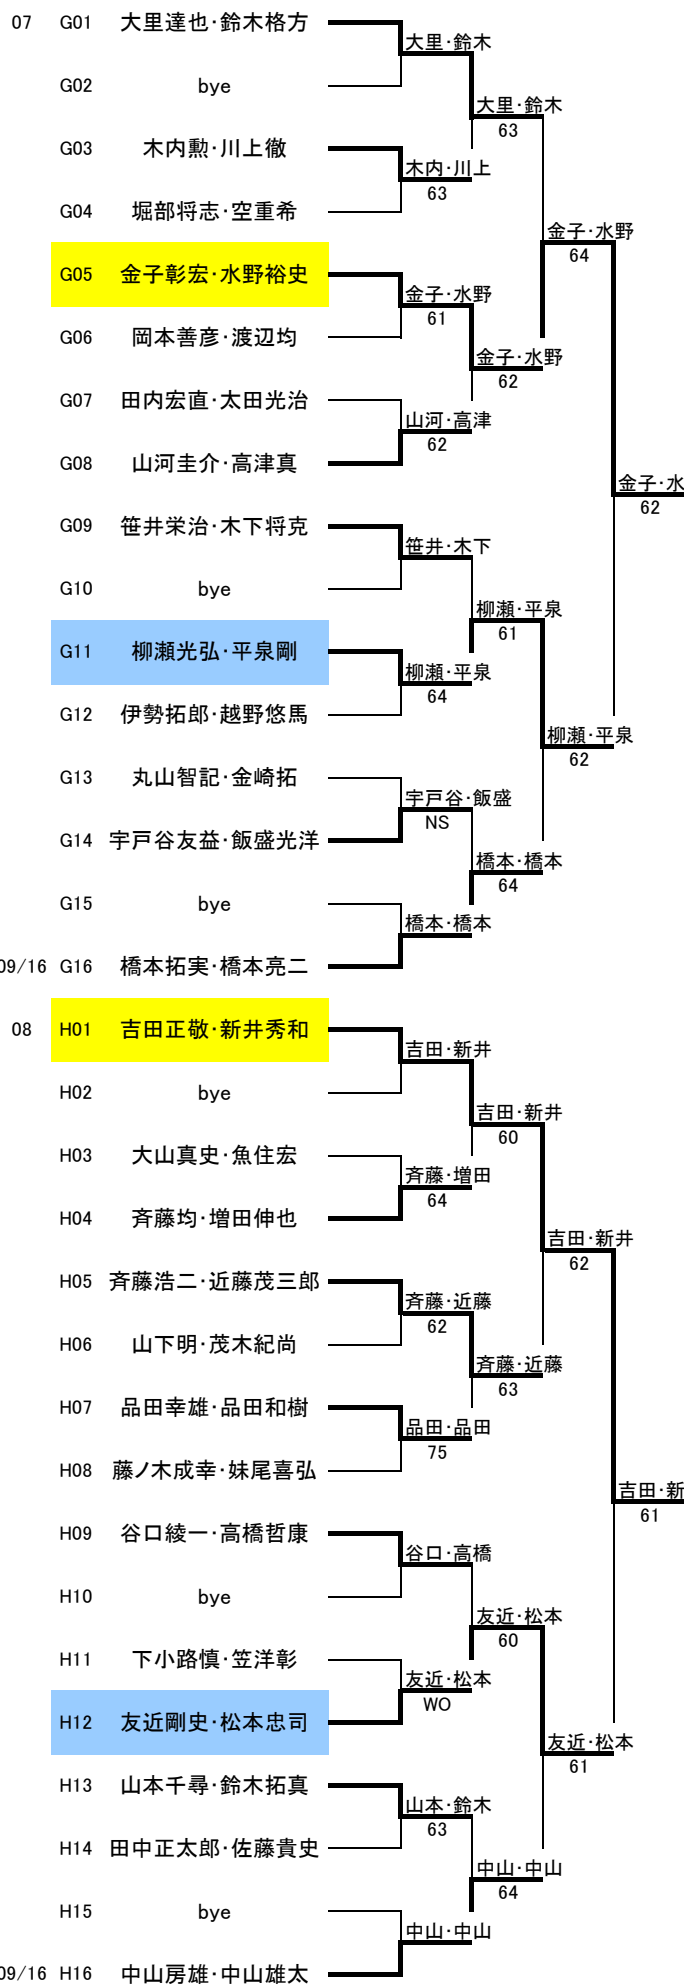 07 G01 大里達也・鈴木格方
大里・鈴木
G02 bye
大里・鈴木
63
G03 木内勲・川上徹
木内・川上
63
G04 堀部将志・空重希
金子・水野
64
G05 金子彰宏・水野裕史
金子・水野
61
G06 岡本善彦・渡辺均
金子・水野
62
G07 田内宏直・太田光治
山河・高津
62
G08 山河圭介・高津真
金子・水
62
G09 笹井栄治・木下将克
笹井・木下
G10 bye
柳瀬・平泉
61
G11 柳瀬光弘・平泉剛
柳瀬・平泉
64
G12 伊勢拓郎・越野悠馬
柳瀬・平泉
62
G13 丸山智記・金崎拓
宇戸谷・飯盛
NS
G14 宇戸谷友益・飯盛光洋
橋本・橋本
64
G15 bye
橋本・橋本
09/16 G16 橋本拓実・橋本亮二
08 H01 吉田正敬・新井秀和
吉田・新井
H02 bye
吉田・新井
60
H03 大山真史・魚住宏
斉藤・増田
64
H04 斉藤均・増田伸也
吉田・新井
62
H05 斉藤浩二・近藤茂三郎
斉藤・近藤
62
H06 山下明・茂木紀尚
斉藤・近藤
63
H07 品田幸雄・品田和樹
品田・品田
75
H08 藤ノ木成幸・妹尾喜弘
吉田・新
61
H09 谷口綾一・高橋哲康
谷口・高橋
H10 bye
友近・松本
60
H11 下小路慎・笠洋彰
友近・松本
WO
H12 友近剛史・松本忠司
友近・松本
61
H13 山本千尋・鈴木拓真
山本・鈴木
63
H14 田中正太郎・佐藤貴史
中山・中山
64
H15 bye
中山・中山
09/16 H16 中山房雄・中山雄太